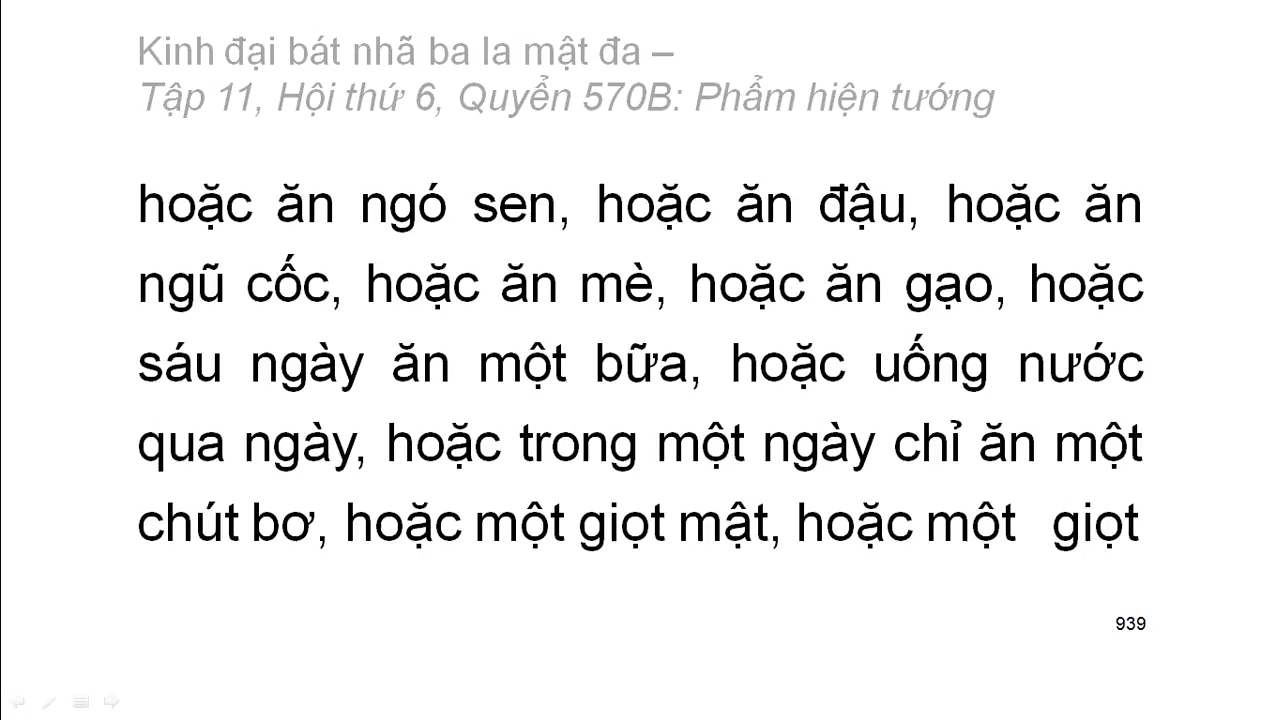 Kinh đại bát nhã ba la mật đa –
Tập 11, Hội thứ 6, Quyển 570B: Phẩm hiện tướng
hoặc ăn ngó sen, hoặc ăn đậu, hoặc ăn
ngũ cốc, hoặc ăn mè, hoặc ăn gạo, hoặc
sáu ngày ăn một bữa, hoặc uống nước
qua ngày, hoặc trong một ngày chỉ ăn một
chút bơ, hoặc một giọt mật, hoặc một giọt
939